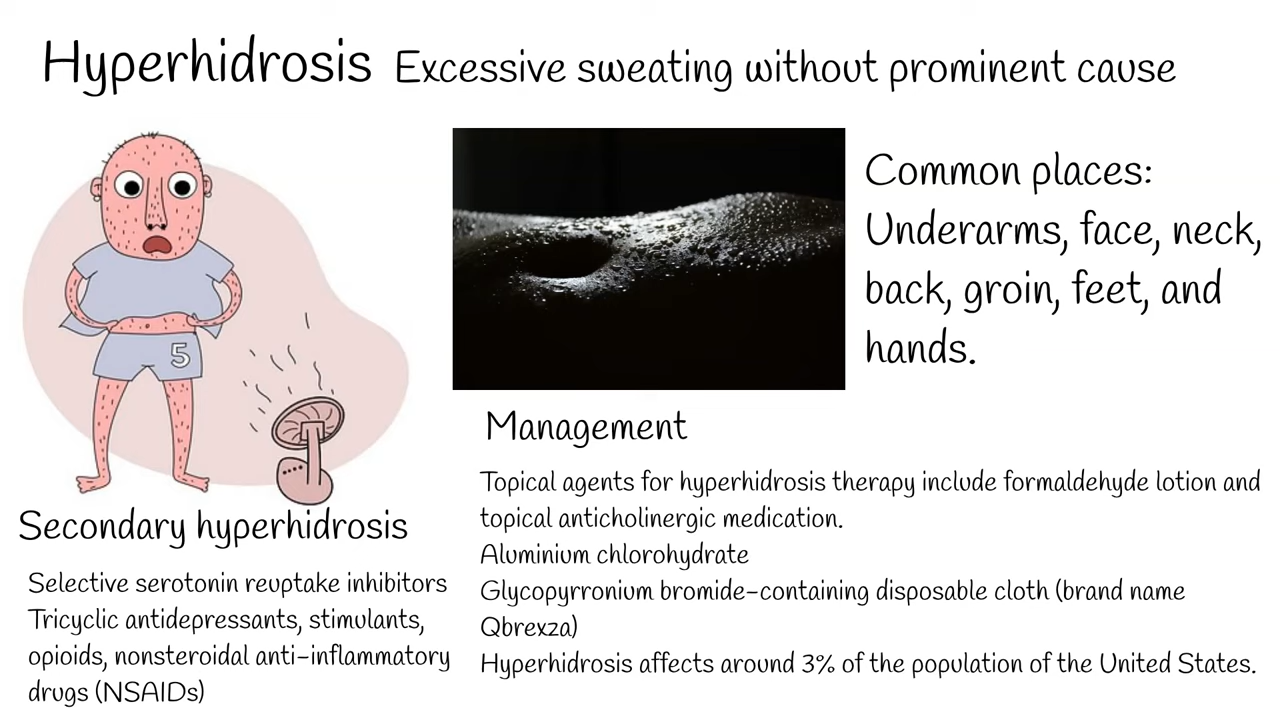 Hyperhidrosis Excessive sweating without prominent cause
5
Common places:
Underarms, face, neck,
back, groin, feet, and
hands.
Secondary hyperhidrosis
Selective serotonin reuptake inhibitors
Tricyclic antidepressants, stimulants,
opioids, nonsteroidal anti-inflammatory
drugs (NSAIDs)
Management
Topical agents for hyperhidrosis therapy include formaldehyde lotion and
topical anticholinergic medication.
Aluminium chlorohydrate
Glycopyrronium bromide-containing disposable cloth (brand name
Qbrexza)
Hyperhidrosis affects around 3% of the population of the United States.